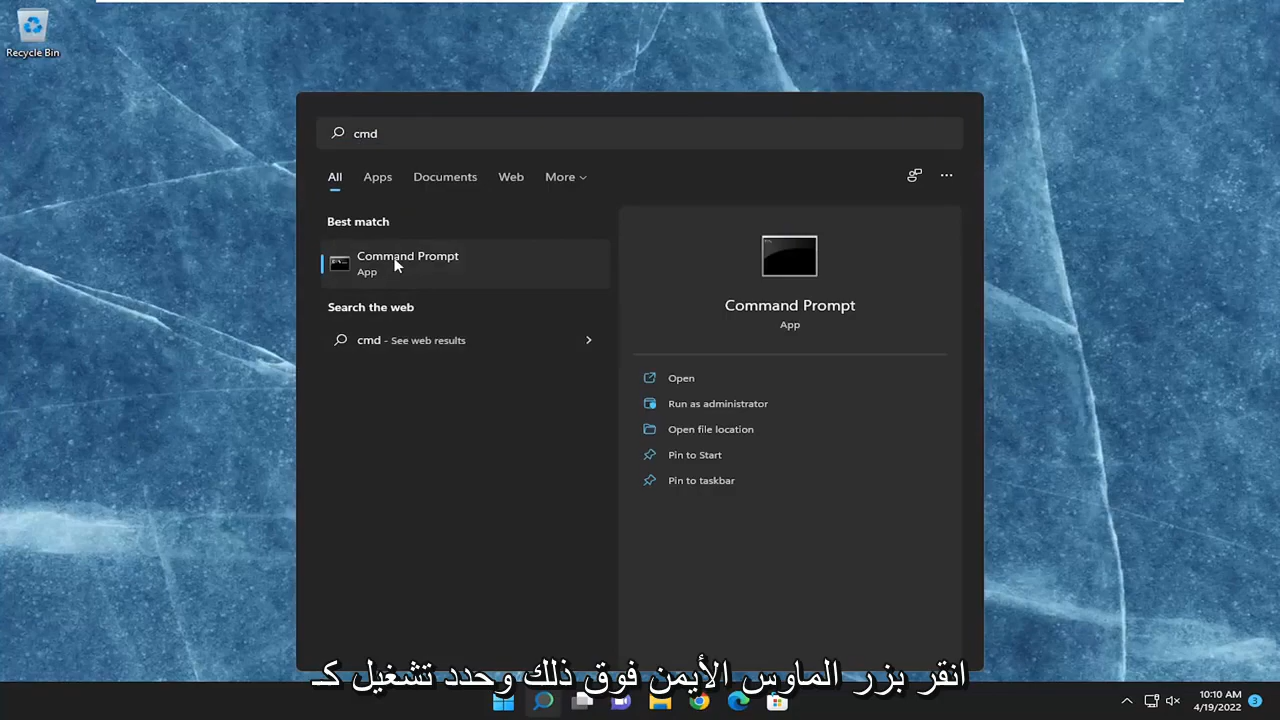 Recycle Bin
cmd
All Apps Documents Web More
Best match
Command Prompt
App
Search the web
cmd - See web results
Command Prompt
App
Open
Run as administrator
Open file location
Pin to Start
Pin to taskbar
انقر بزر الماوس الأيمن فوق ذلك وحدد تشغيل كـ
10:10 AM
4/19/2022
3